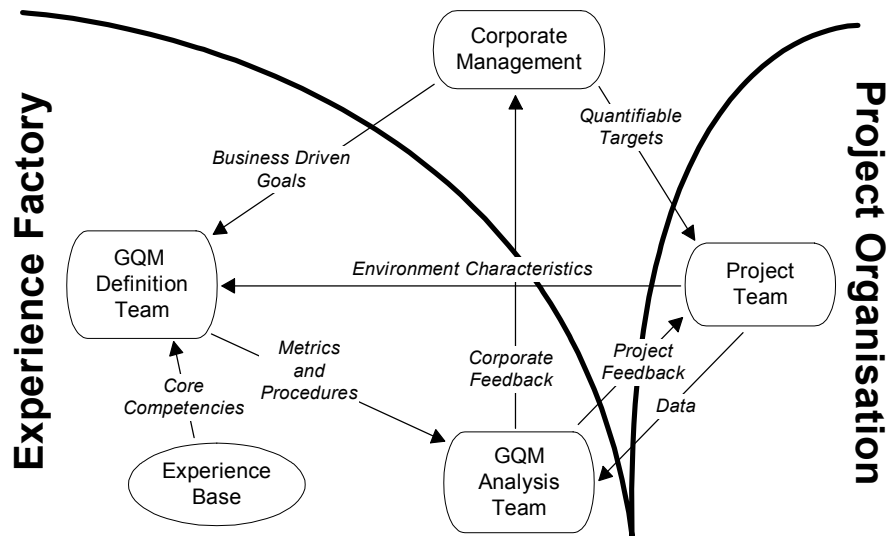 Corporate
Management
Experience Factory
Project Organisation
Quantifiable
Targets
Business Driven
Goals
GQM
Definition
Team
Environment Characteristics
Project
Team
Metrics
and
Procedures
Corporate
Feedback
Project
Feedback
Core
Competencies
Data
Experience
Base
GQM
Analysis
Team